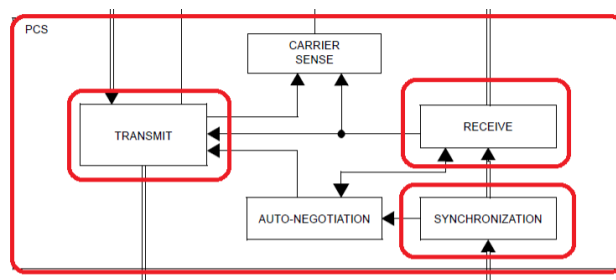 PCS
CARRIER
SENSE
TRANSMIT
RECEIVE
AUTO-NEGOTIATION
SYNCHRONIZATION